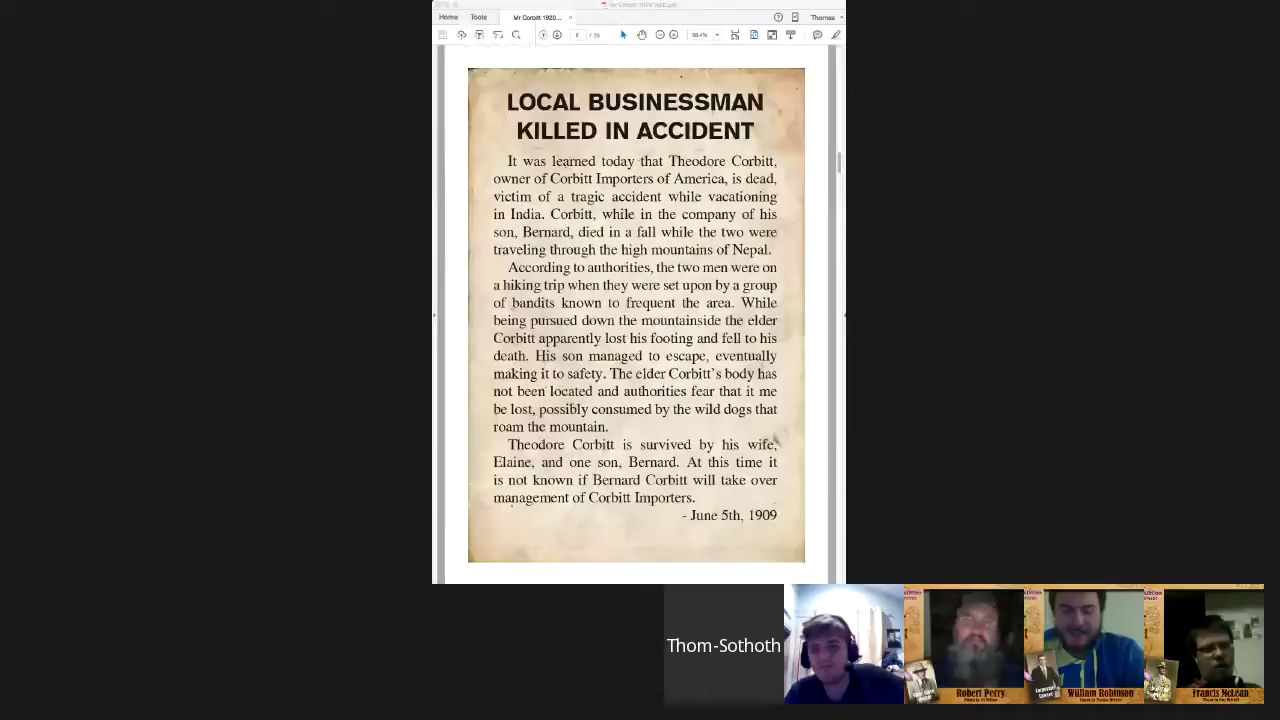 Home Tools Mr Corbitt 1920... × Thomas
/ 25 98.4%
LOCAL BUSINESSMAN
KILLED IN ACCIDENT
It was learned today that Theodore Corbitt,
owner of Corbitt Importers of America, is dead,
victim of a tragic accident while vacationing
in India. Corbitt, while in the company of his
son, Bernard, died in a fall while the two were
traveling through the high mountains of Nepal.
According to authorities, the two men were on
a hiking trip when they were set upon by a group
of bandits known to frequent the area. While
being pursued down the mountainside the elder
Corbitt apparently lost his footing and fell to his
death. His son managed to escape, eventually
making it to safety. The elder Corbitt's body has
not been located and authorities fear that it me
be lost, possibly consumed by the wild dogs that
roam the mountain.
Theodore Corbitt is survived by his wife,
Elaine, and one son, Bernard. At this time it
is not known if Bernard Corbitt will take over
management of Corbitt Importers.
- June 5th, 1909
Thom-Sothoth
Robert Perry
William Robinson
Francis McLean